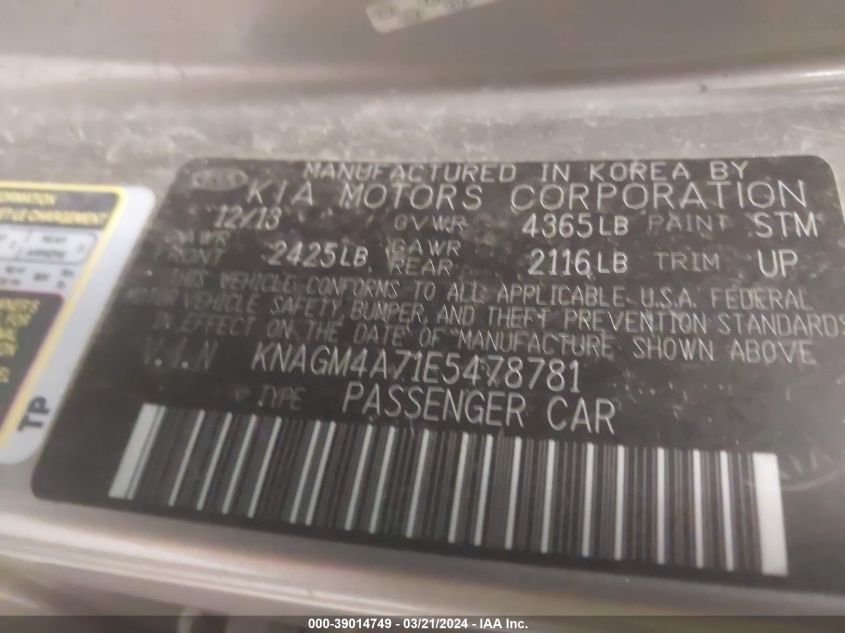 MANUFACTURED IN KOREA BY
KIA MOTORS CORPORATION
12/13 GVWR 4365LB PAINT STM
GAWR FRONT 2425LB GAWR REAR 2116LB TRIM UP
THIS VEHICLE CONFORMS TO ALL APPLICABLE U.S.A. FEDERAL
MOTOR VEHICLE SAFETY, BUMPER, AND THEFT PREVENTION STANDARDS
IN EFFECT ON THE DATE OF "MANUFACTURE SHOWN ABOVE
V.I.N KNAGM4A71E5478781
TYPE PASSENGER CAR
TP
000-39014749 - 03/21/2024 - IAA Inc.